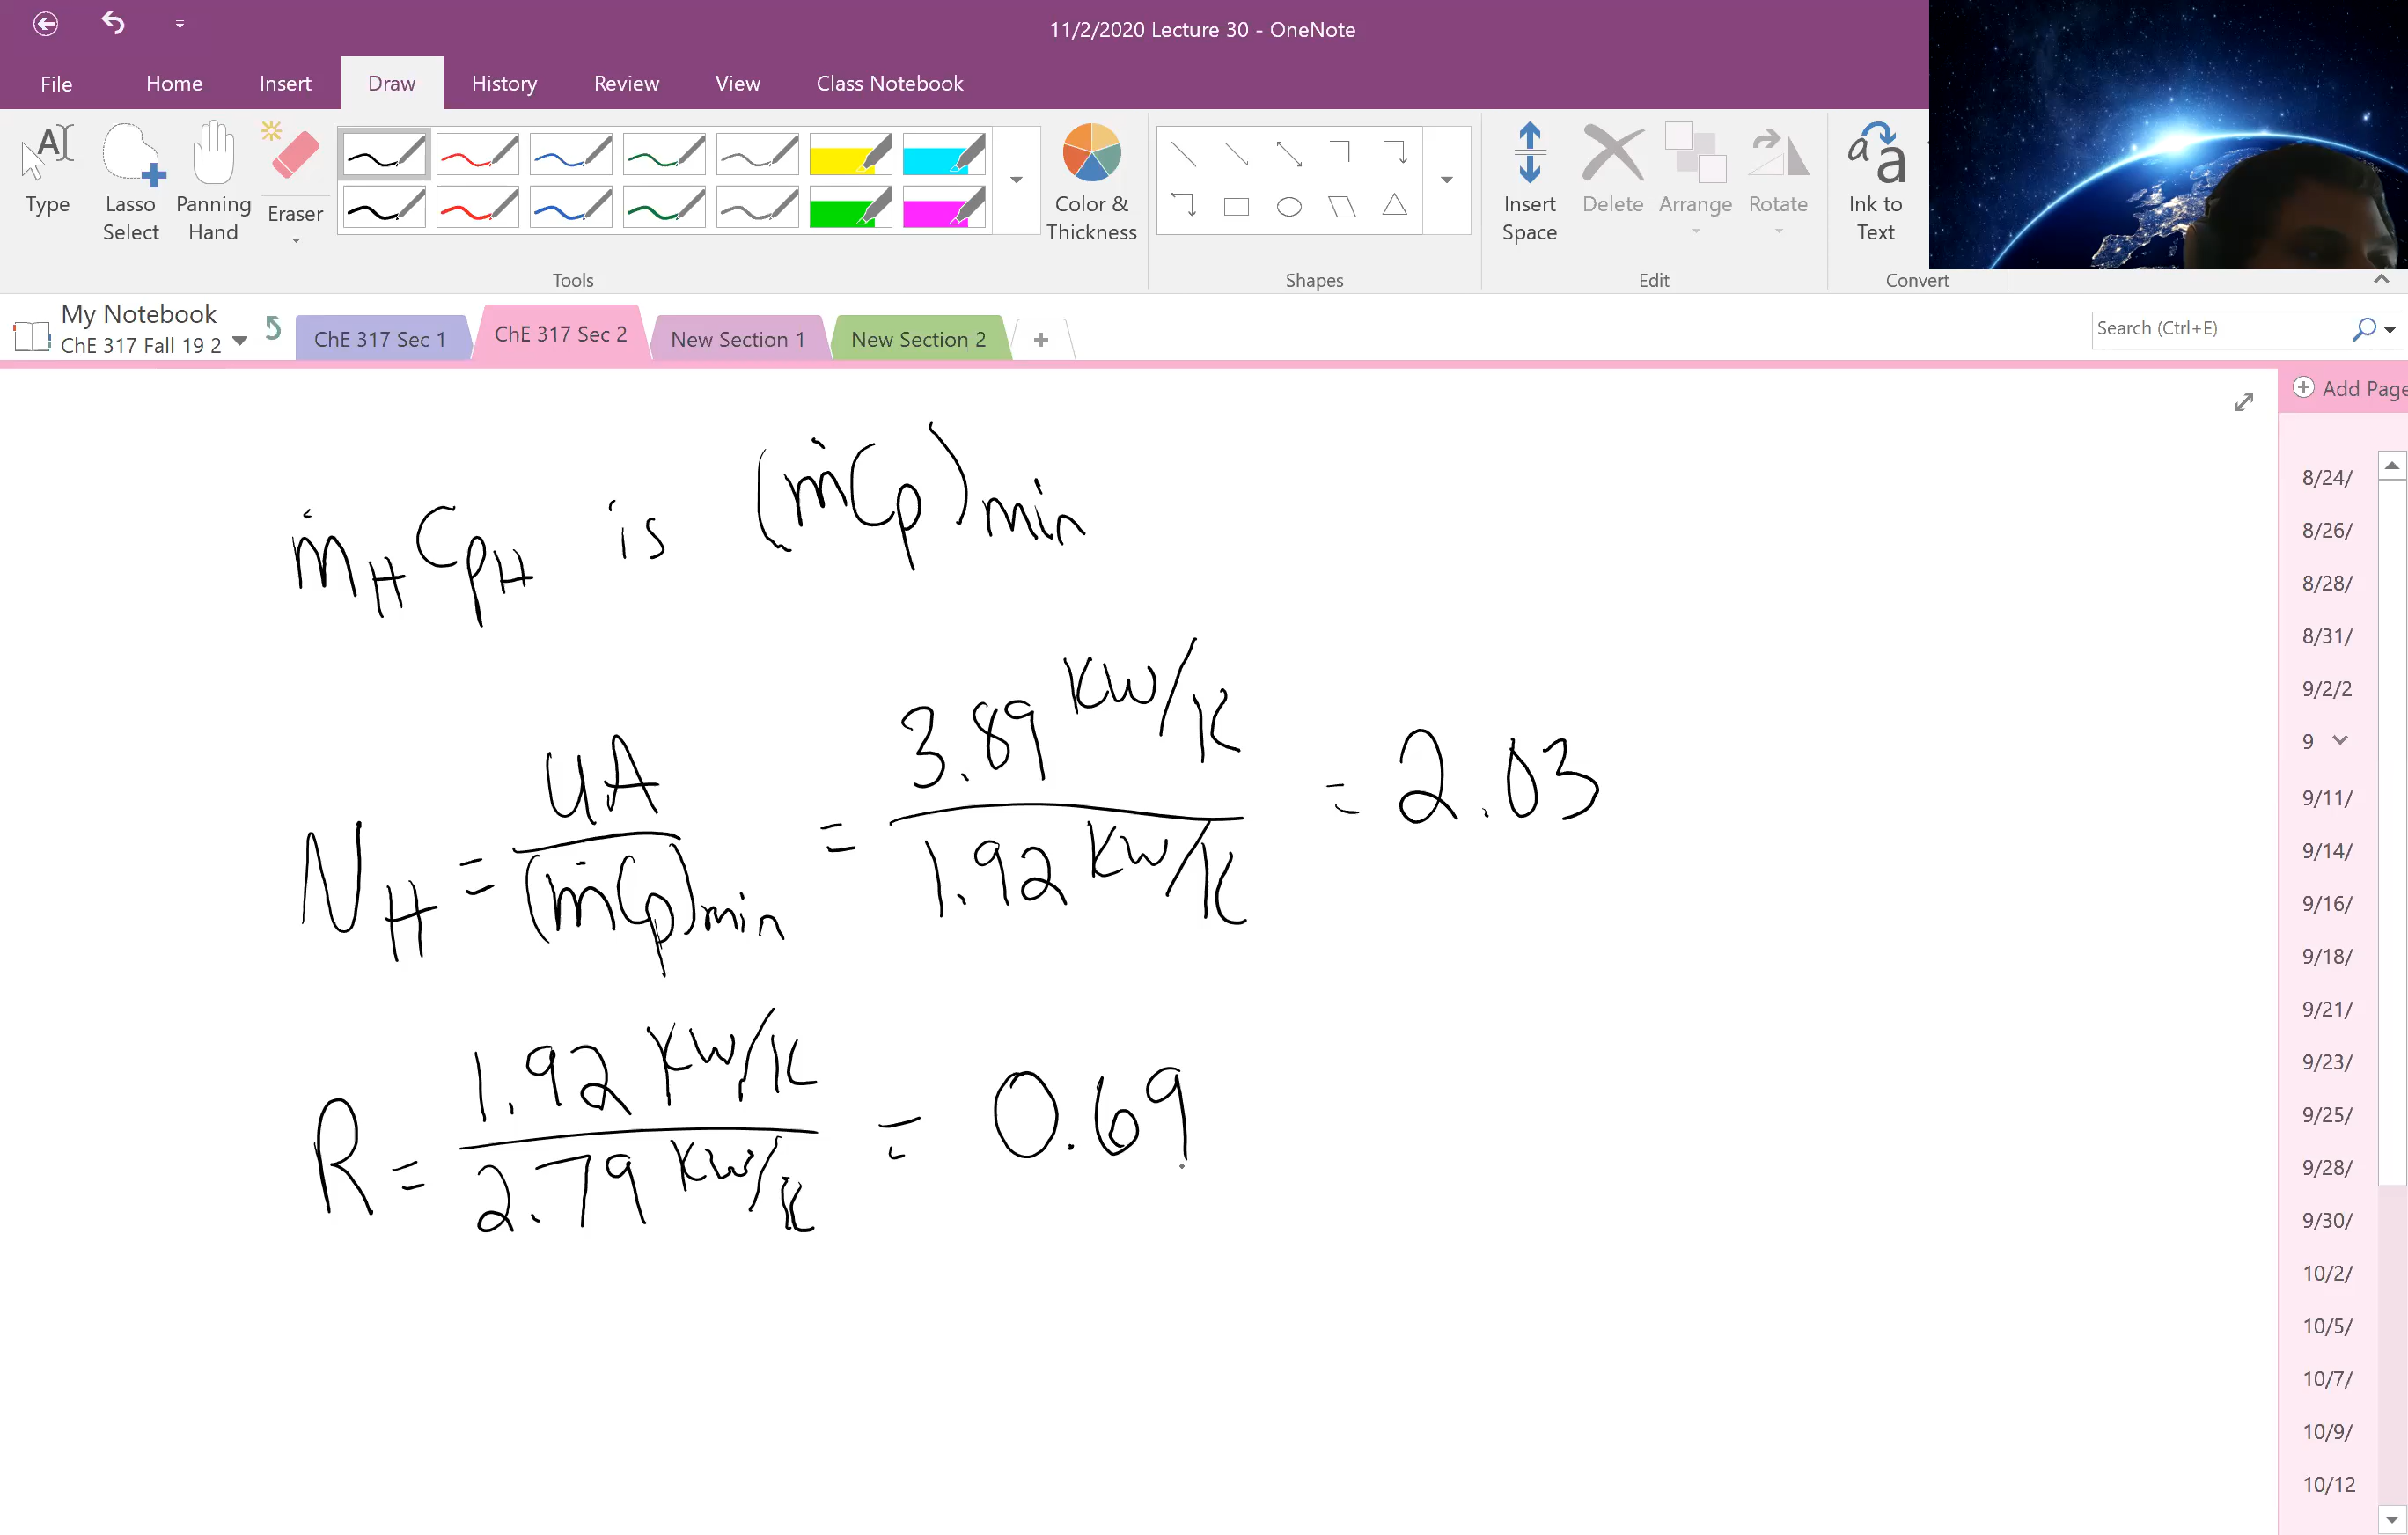 11/2/2020 Lecture 30 - OneNote
File Home Insert Draw History Review View Class Notebook
Type Lasso Select Panning Hand Eraser Color & Thickness Insert Space Delete Arrange Rotate Ink to Text
Tools Shapes Edit Convert
My Notebook
ChE 317 Fall 19 2
ChE 317 Sec 1 ChE 317 Sec 2 New Section 1 New Section 2 +
Search (Ctrl+E)
Add Page
ṁ_H C_pH is (ṁCp)min
N_H = UA/(ṁCp)min = 3.89 KW/K / 1.92 KW/K = 2.03
R = 1.92 KW/K / 2.79 KW/K = 0.69
8/24/
8/26/
8/28/
8/31/
9/2/2
9
9/11/
9/14/
9/16/
9/18/
9/21/
9/23/
9/25/
9/28/
9/30/
10/2/
10/5/
10/7/
10/9/
10/12